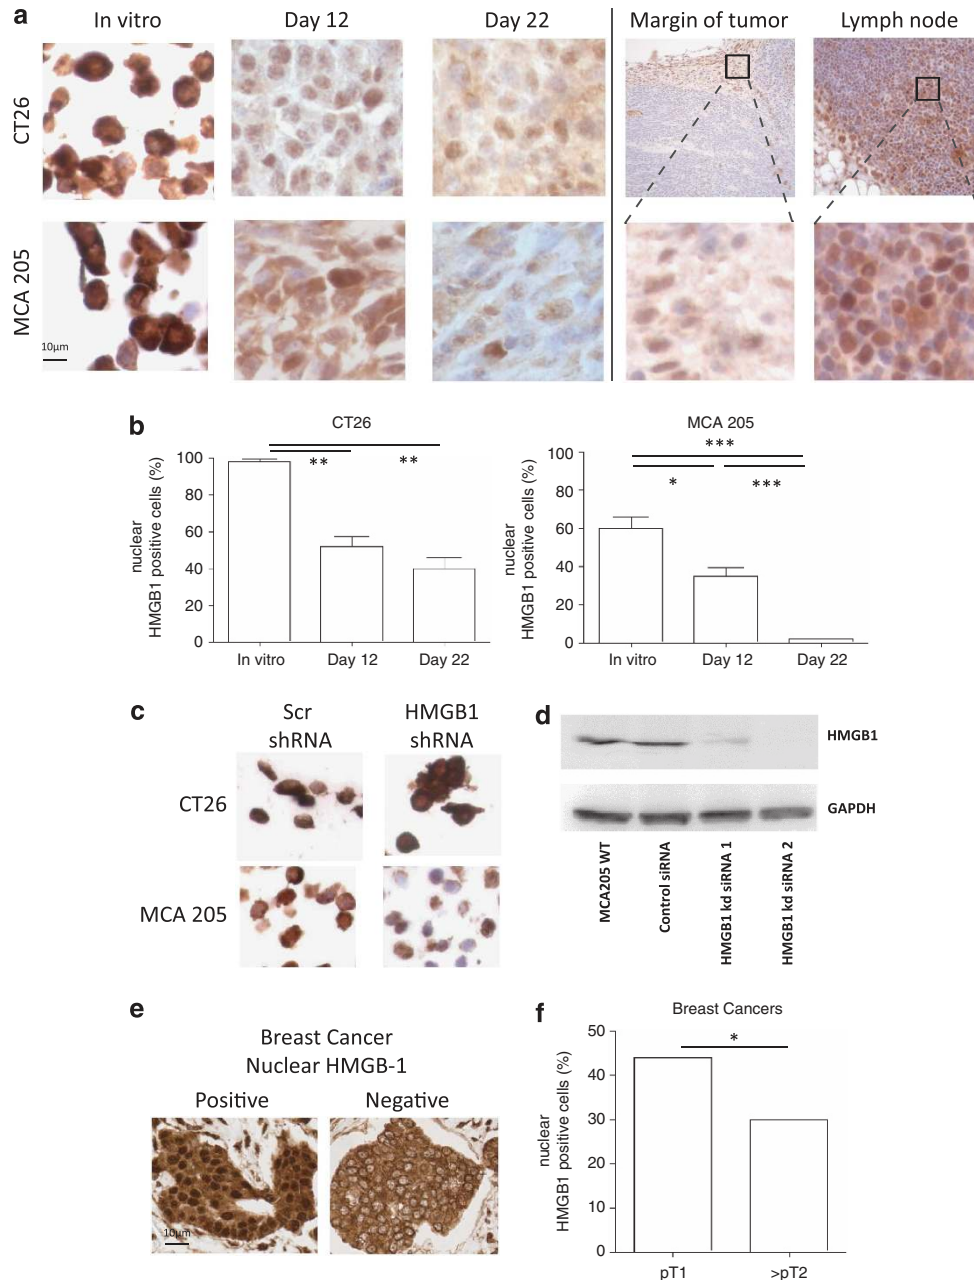 a
In vitro
Day 12
Day 22
Margin of tumor
Lymph node
CT26
MCA 205
10μm
b
CT26
nuclear
HMGB1 positive cells (%)
100
80
60
40
20
0
**
**
In vitro
Day 12
Day 22
MCA 205
nuclear
HMGB1 positive cells (%)
100
80
60
40
20
0
***
*
***
In vitro
Day 12
Day 22
c
Scr
shRNA
HMGB1
shRNA
CT26
MCA 205
d
HMGB1
GAPDH
MCA205 WT
Control siRNA
HMGB1 kd siRNA 1
HMGB1 kd siRNA 2
e
Breast Cancer
Nuclear HMGB-1
Positive
Negative
10μm
f
Breast Cancers
nuclear
HMGB1 positive cells (%)
50
40
30
20
10
0
*
pT1
>pT2